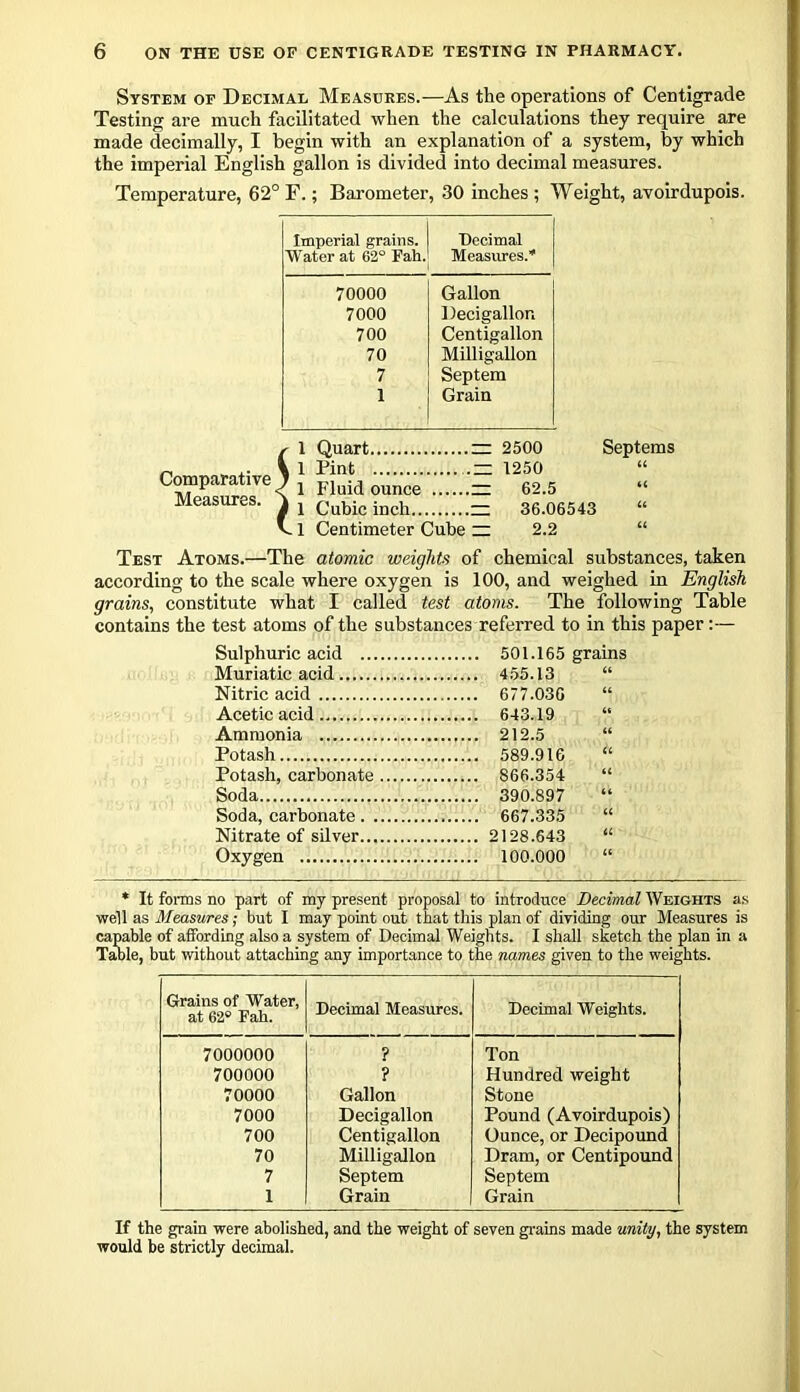 6 ON THE USE OF CENTIGRADE TESTING IN PHARMACY.
System of Decimal Measures.—As the operations of Centigrade
Testing are much facilitated when the calculations they require are
made decimally, I begin with an explanation of a system, by which
the imperial English gallon is divided into decimal measures.
Temperature, 62° F.; Barometer, 30 inches; Weight, avoirdupois.
Imperial grains. Water at 62° Fah. Decimal Measures.*
70000 Gallon
7000 Decigallon
700 Centigallon
70 Milligallon
7 Septem
1 Grain
Comparative Measures.
1 Quart.................= 2500 Septems
1 Pint ...................= 1250 “
1 Fluid ounce ......= 62.5 “
1 Cubic inch.........= 36.06543 “
1 Centimeter Cube = 2.2 “
Test Atoms.—The atomic weights of chemical substances, taken
according to the scale where oxygen is 100, and weighed in English
grains, constitute what I called test atoms. The following Table
contains the test atoms of the substances referred to in this paper:—
Sulphuric acid .................... 501.165 grains
Muriatic acid........................ 455.13 “
Nitric acid ........................... 677.036 “
Acetic acid........................... 643.19 “
Ammonia ........................... 212.5 “
Potash.................................. 589.916 “
Potash, carbonate................. 866.354 “
Soda..................................... 390.897 “
Soda, carbonate. .................. 667.335 “
Nitrate of silver.................... 2128.643 “
Oxygen .............................. 100.000 “
* It forms no part of my present proposal to introduce Decimal Weights as
well as Measures; but I may point out that this plan of dividing our Measures is
capable of affording also a system of Decimal Weights. I shall sketch the plan in a
Table, but without attaching any importance to the names given to the weights.
Grains of Water, at 62° Fah. Decimal Measures. Decimal Weights.
7000000 ? Ton
700000 ? Hundred weight
70000 Gallon Stone
7000 Decigallon Pound (Avoirdupois)
700 Centigallon Ounce, or Decipound
70 Milligallon Dram, or Centipound
7 Septem Septem
1 Grain Grain
If the grain were abolished, and the weight of seven grains made unity, the system
would be strictly decimal.